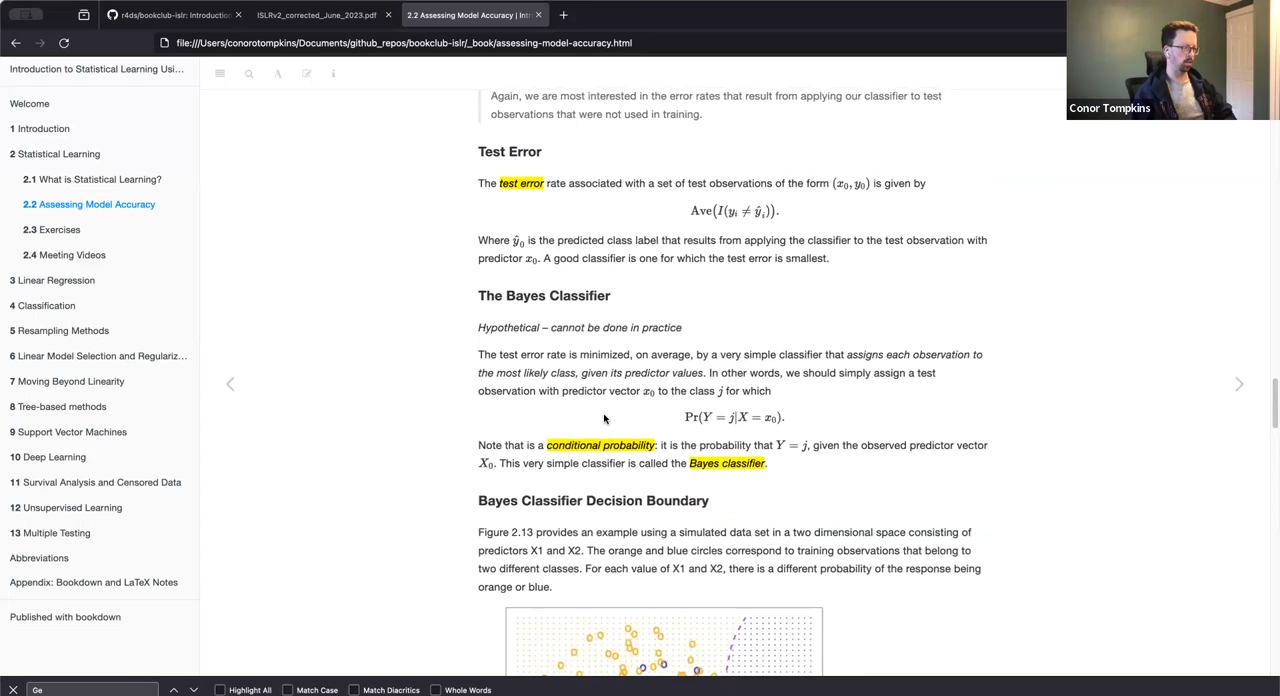 r4ds/bookclub-islr: Introduction
ISLRv2_corrected_June_2023.pdf
2.2 Assessing Model Accuracy | Intr
file:///Users/conorotompkins/Documents/github_repos/bookclub-islr/_book/assessing-model-accuracy.html
Conor Tompkins
Introduction to Statistical Learning Usi...
Welcome
1 Introduction
2 Statistical Learning
2.1 What is Statistical Learning?
2.2 Assessing Model Accuracy
2.3 Exercises
2.4 Meeting Videos
3 Linear Regression
4 Classification
5 Resampling Methods
6 Linear Model Selection and Regulariz...
7 Moving Beyond Linearity
8 Tree-based methods
9 Support Vector Machines
10 Deep Learning
11 Survival Analysis and Censored Data
12 Unsupervised Learning
13 Multiple Testing
Abbreviations
Appendix: Bookdown and LaTeX Notes
Published with bookdown
Again, we are most interested in the error rates that result from applying our classifier to test
observations that were not used in training.
Test Error
The test error rate associated with a set of test observations of the form (x₀, y₀) is given by
Ave(I(yᵢ ≠ ŷᵢ)).
Where ŷ₀ is the predicted class label that results from applying the classifier to the test observation with
predictor x₀. A good classifier is one for which the test error is smallest.
The Bayes Classifier
Hypothetical – cannot be done in practice
The test error rate is minimized, on average, by a very simple classifier that assigns each observation to
the most likely class, given its predictor values. In other words, we should simply assign a test
observation with predictor vector x₀ to the class j for which
Pr(Y = j|X = x₀).
Note that is a conditional probability: it is the probability that Y = j, given the observed predictor vector
X₀. This very simple classifier is called the Bayes classifier.
Bayes Classifier Decision Boundary
Figure 2.13 provides an example using a simulated data set in a two dimensional space consisting of
predictors X1 and X2. The orange and blue circles correspond to training observations that belong to
two different classes. For each value of X1 and X2, there is a different probability of the response being
orange or blue.
Ge
Highlight All
Match Case
Match Diacritics
Whole Words